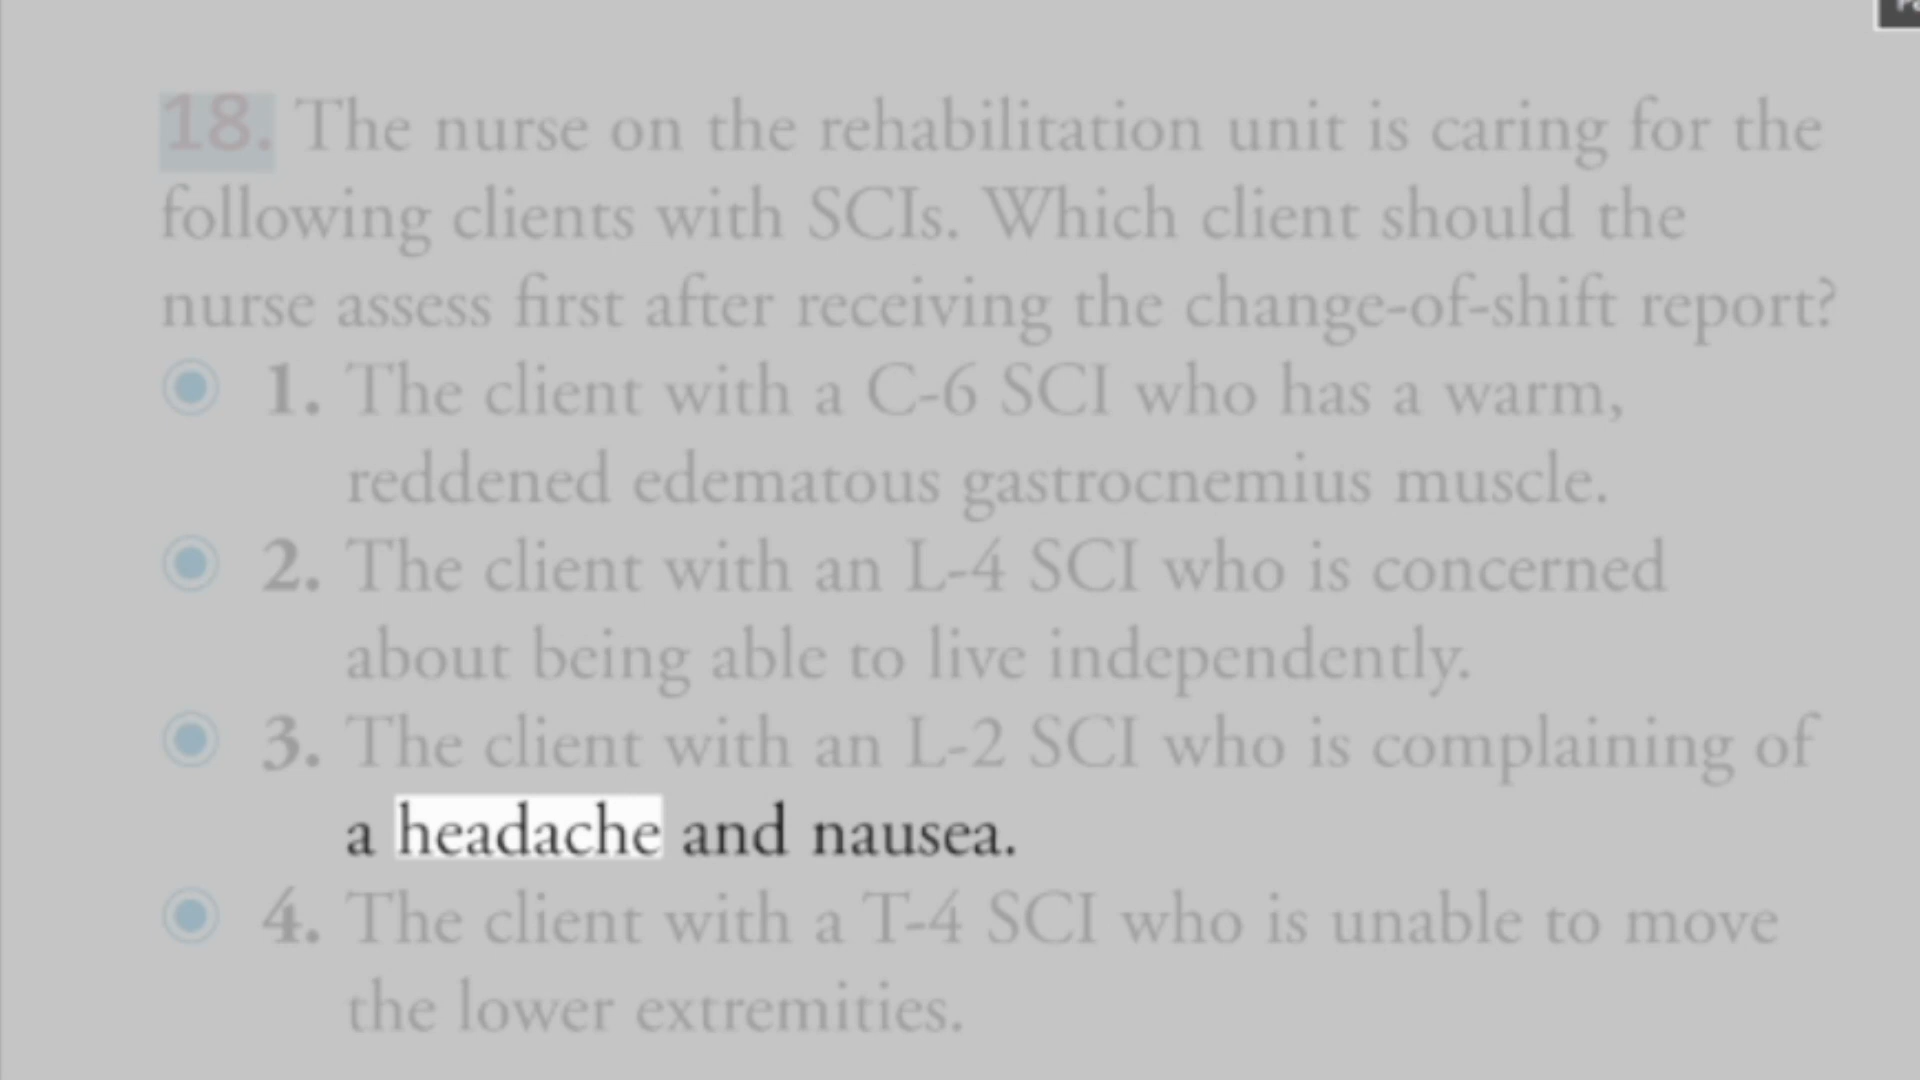 18. The nurse on the rehabilitation unit is caring for the
following clients with SCIs. Which client should the
nurse assess first after receiving the change-of-shift report?
1. The client with a C-6 SCI who has a warm,
reddened edematous gastrocnemius muscle.
2. The client with an L-4 SCI who is concerned
about being able to live independently.
3. The client with an L-2 SCI who is complaining of
a headache and nausea.
4. The client with a T-4 SCI who is unable to move
the lower extremities.